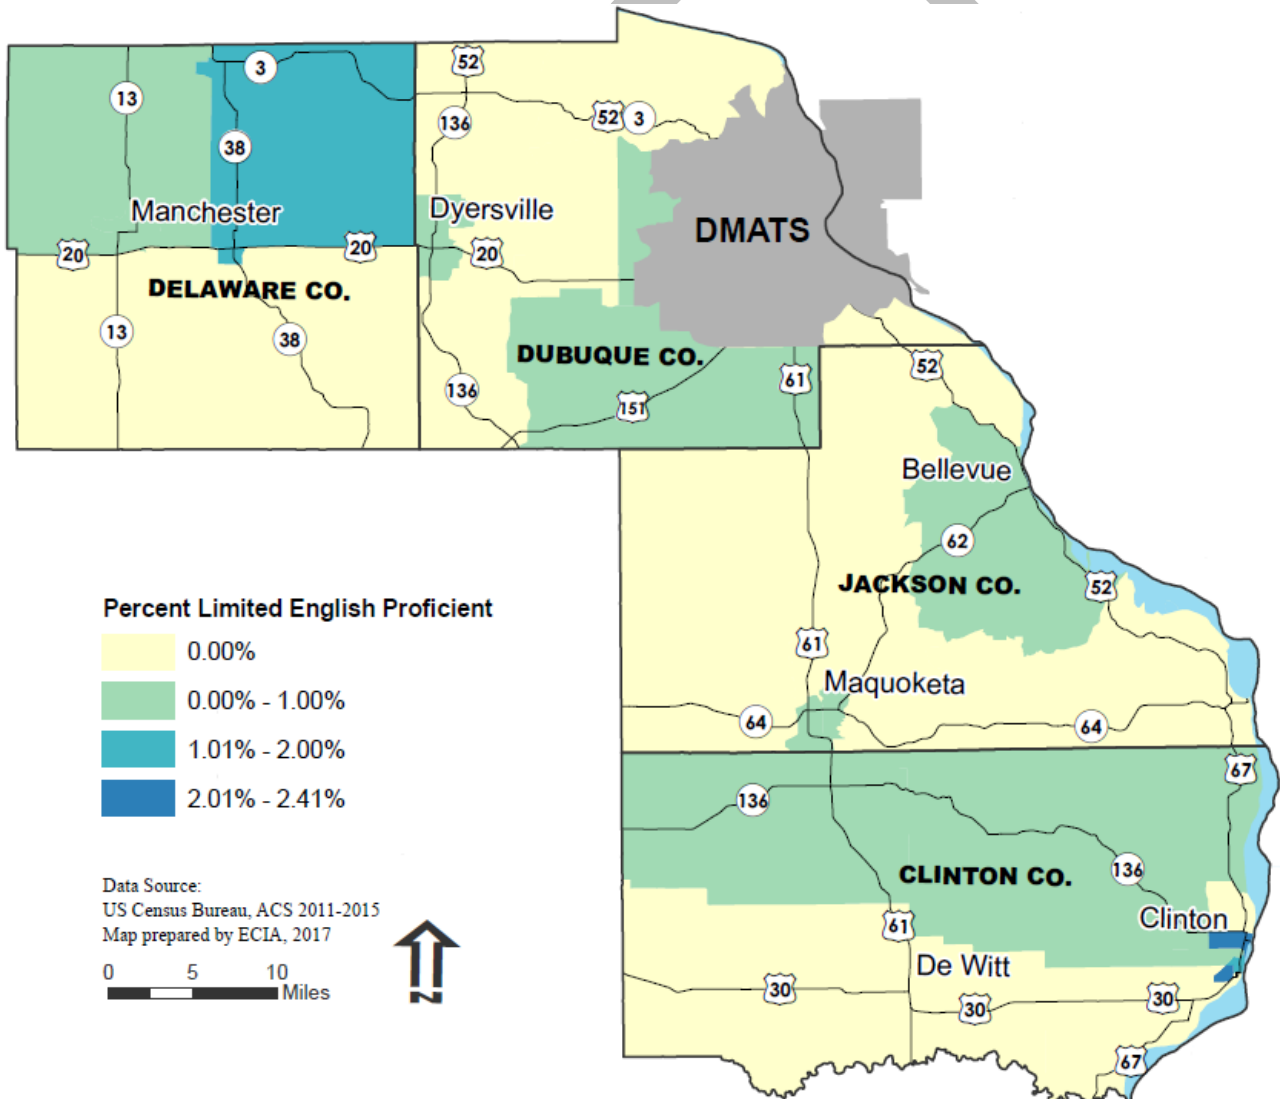 52
3
13
136
52
3
38
Manchester
Dyersville
DMATS
20
20
20
DELAWARE CO.
13
38
DUBUQUE CO.
52
61
136
151
Bellevue
62
JACKSON CO.
52
Percent Limited English Proficient
0.00%
61
Maquoketa
0.00% - 1.00%
64
64
1.01% - 2.00%
67
2.01% - 2.41%
136
136
CLINTON CO.
Data Source:
US Census Bureau, ACS 2011-2015
Map prepared by ECIA, 2017
Clinton
61
De Witt
0 5 10
Miles
N
30
30
30
67